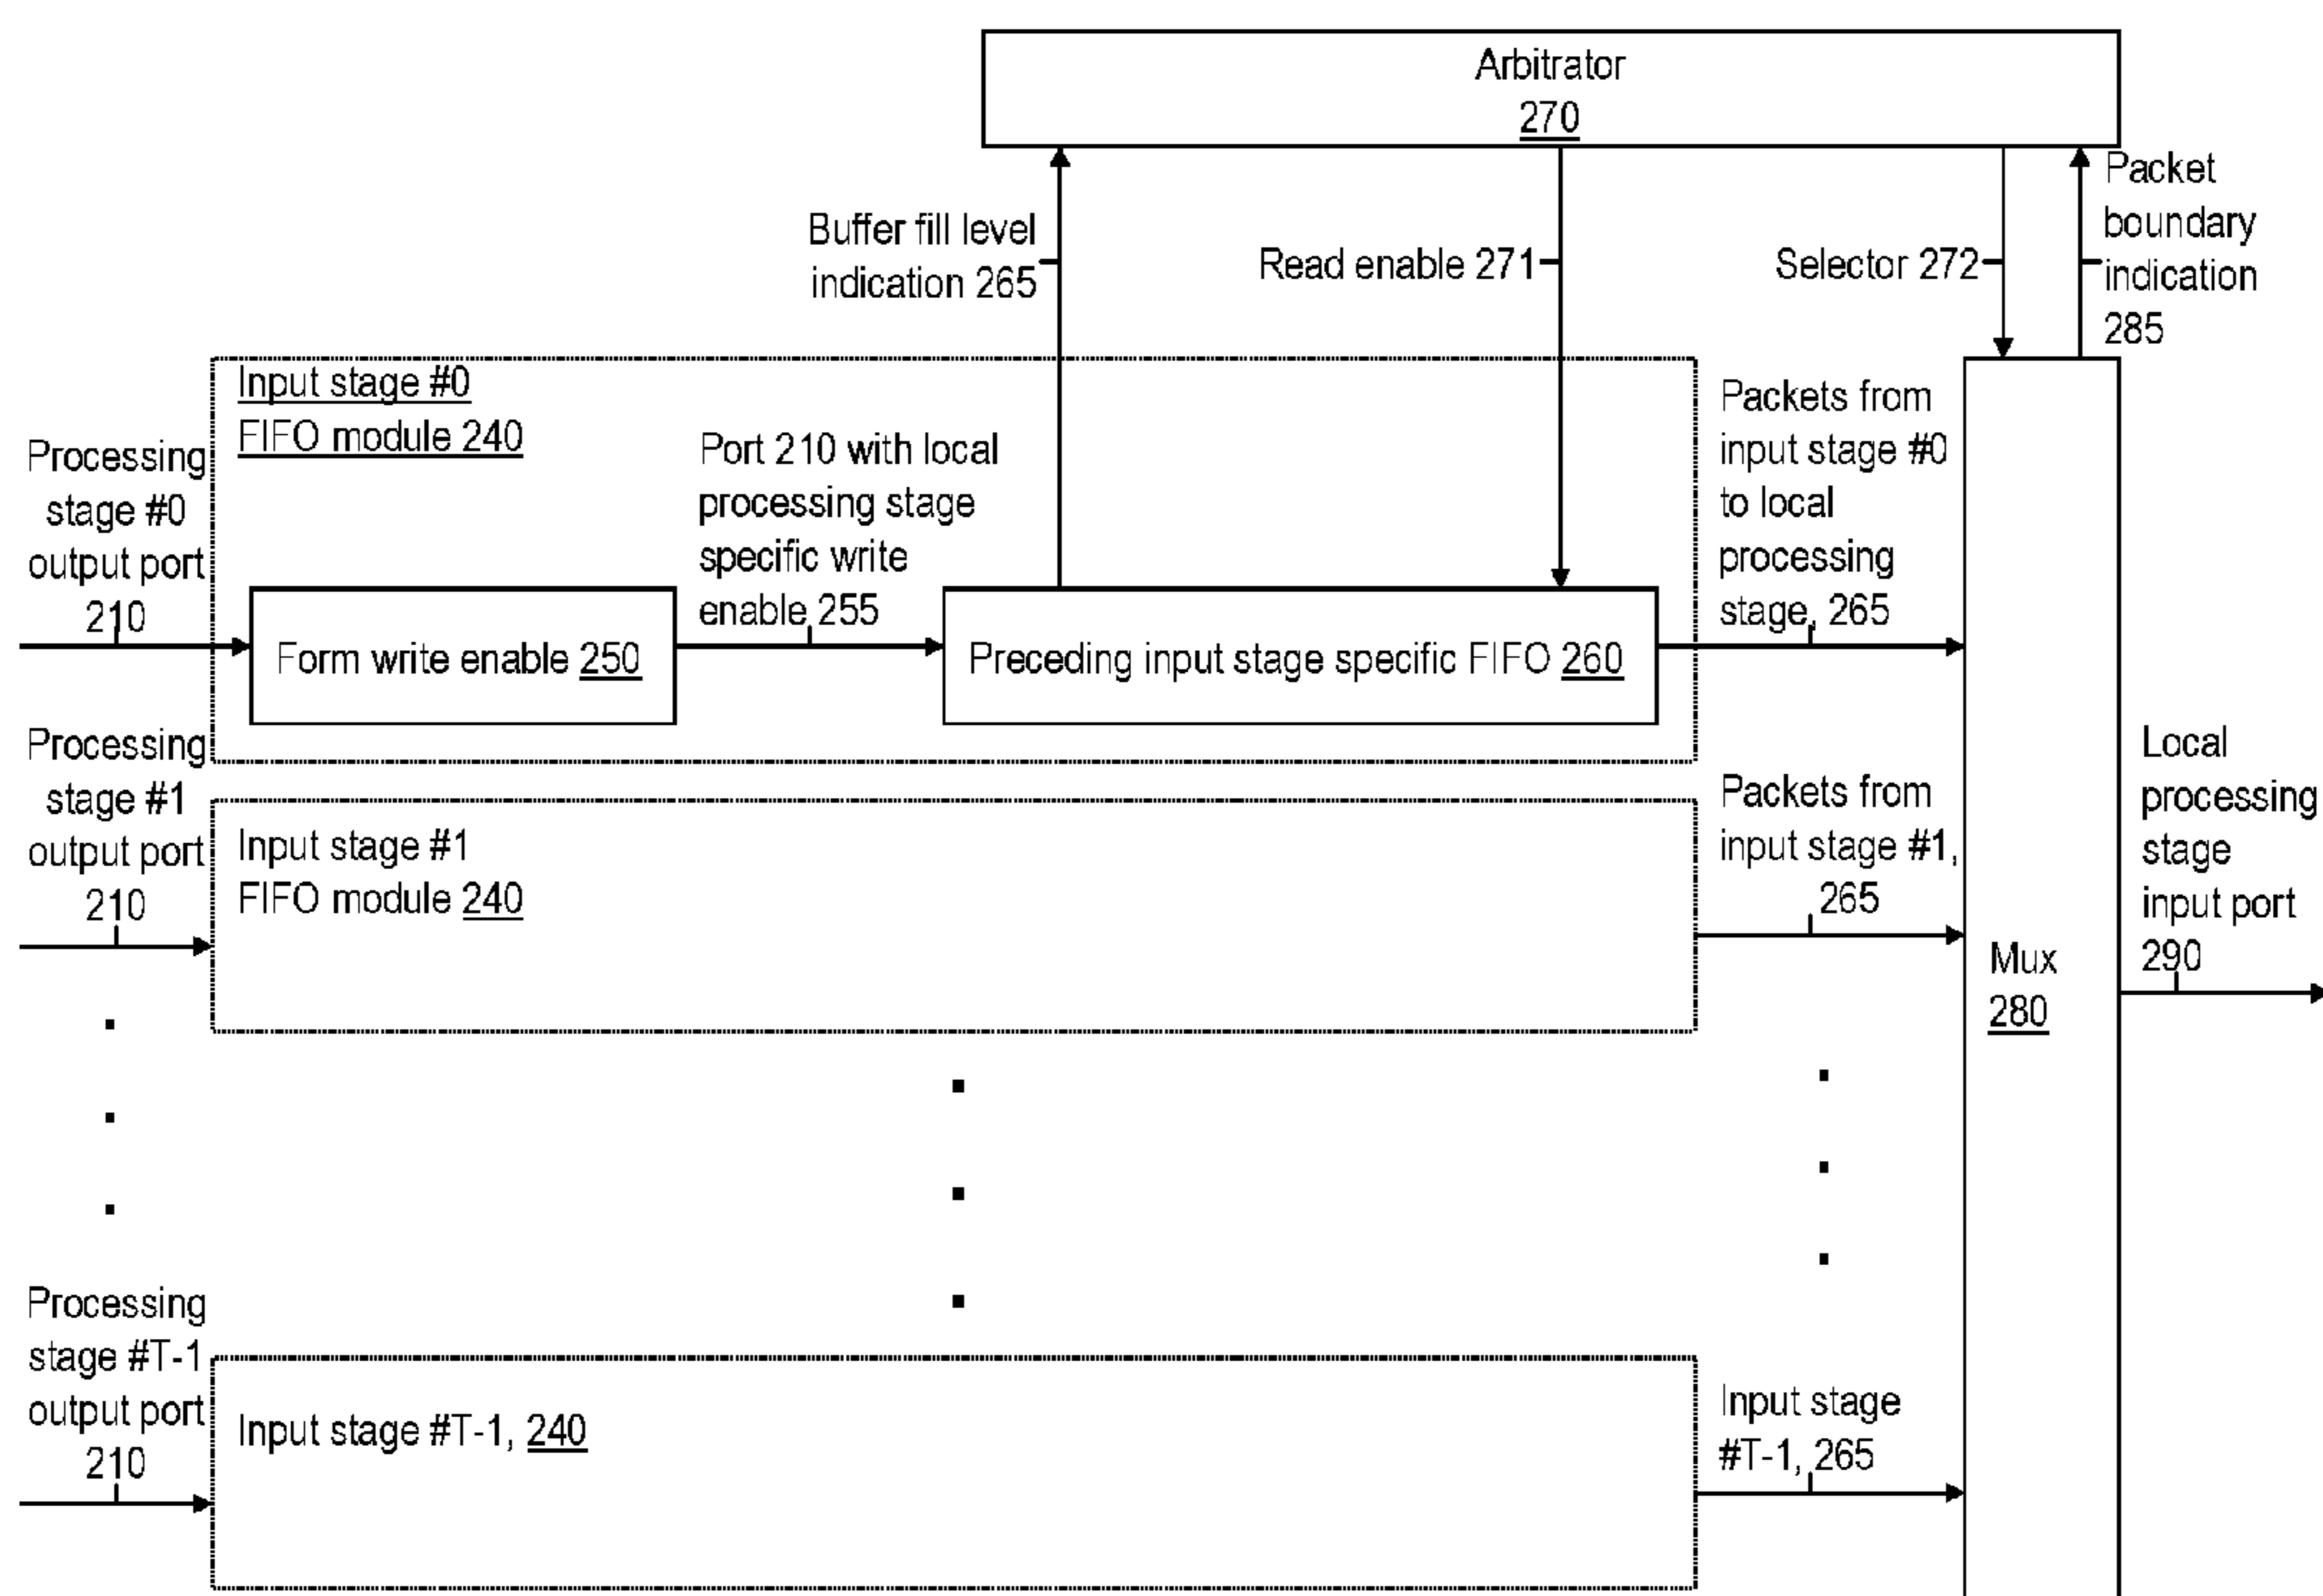 Arbitrator
270
Buffer fill level
indication 265
Read enable 271
Selector 272
Packet
boundary
indication
285
Input stage #0
FIFO module 240
Processing
stage #0
output port
210
Form write enable 250
Port 210 with local
processing stage
specific write
enable 255
Preceding input stage specific FIFO 260
Packets from
input stage #0
to local
processing
stage, 265
Processing
stage #1
output port
210
Input stage #1
FIFO module 240
Packets from
input stage #1,
265
Mux
280
Local
processing
stage
input port
290
Processing
stage #T-1
output port
210
Input stage #T-1, 240
Input stage
#T-1, 265